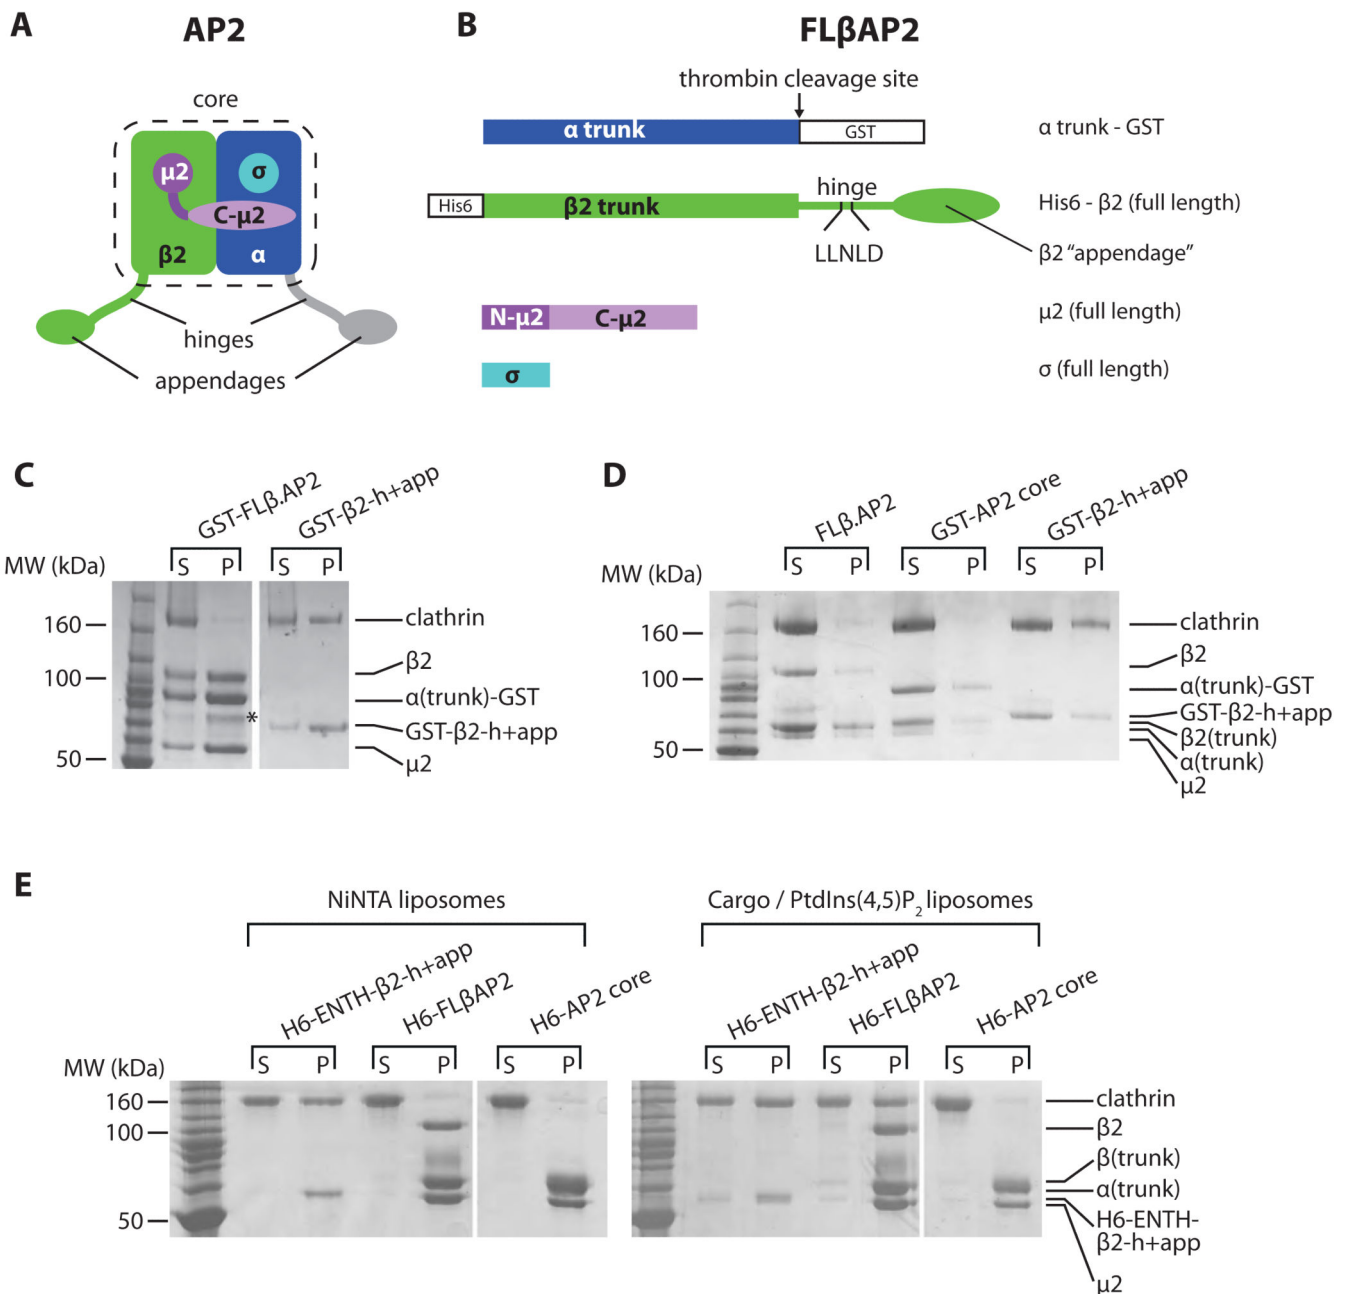 A
AP2
core
μ2
σ
C-μ2
β2
α
hinges
appendages
B
FLβAP2
thrombin cleavage site
α trunk
GST
α trunk - GST
hinge
His6
β2 trunk
His6 - β2 (full length)
LLNLD
β2 “appendage”
N-μ2
C-μ2
μ2 (full length)
σ
σ (full length)
C
GST-FLβ.AP2
GST-β2-h+app
MW (kDa)
S
P
S
P
160
clathrin
β2
100
α(trunk)-GST
*
GST-β2-h+app
50
μ2
D
FLβ.AP2
GST-AP2 core
GST-β2-h+app
MW (kDa)
S
P
S
P
S
P
clathrin
160
β2
100
α(trunk)-GST
GST-β2-h+app
β2(trunk)
50
α(trunk)
μ2
E
NiNTA liposomes
Cargo / PtdIns(4,5)P2 liposomes
H6-ENTH-β2-h+app
H6-FLβAP2
H6-AP2 core
H6-ENTH-β2-h+app
H6-FLβAP2
H6-AP2 core
MW (kDa)
S
P
S
P
S
P
S
P
S
P
S
P
160
clathrin
100
β2
β(trunk)
α(trunk)
50
H6-ENTH-
β2-h+app
μ2